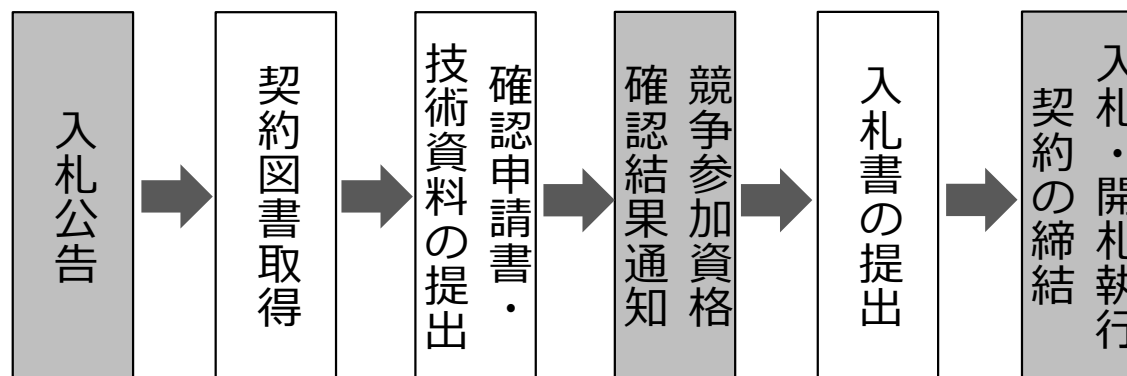 入札公告
契約図書取得
確認申請書・
技術資料の提出
競争参加資格
確認結果通知
入札書の提出
入札・開札執行
契約の締結